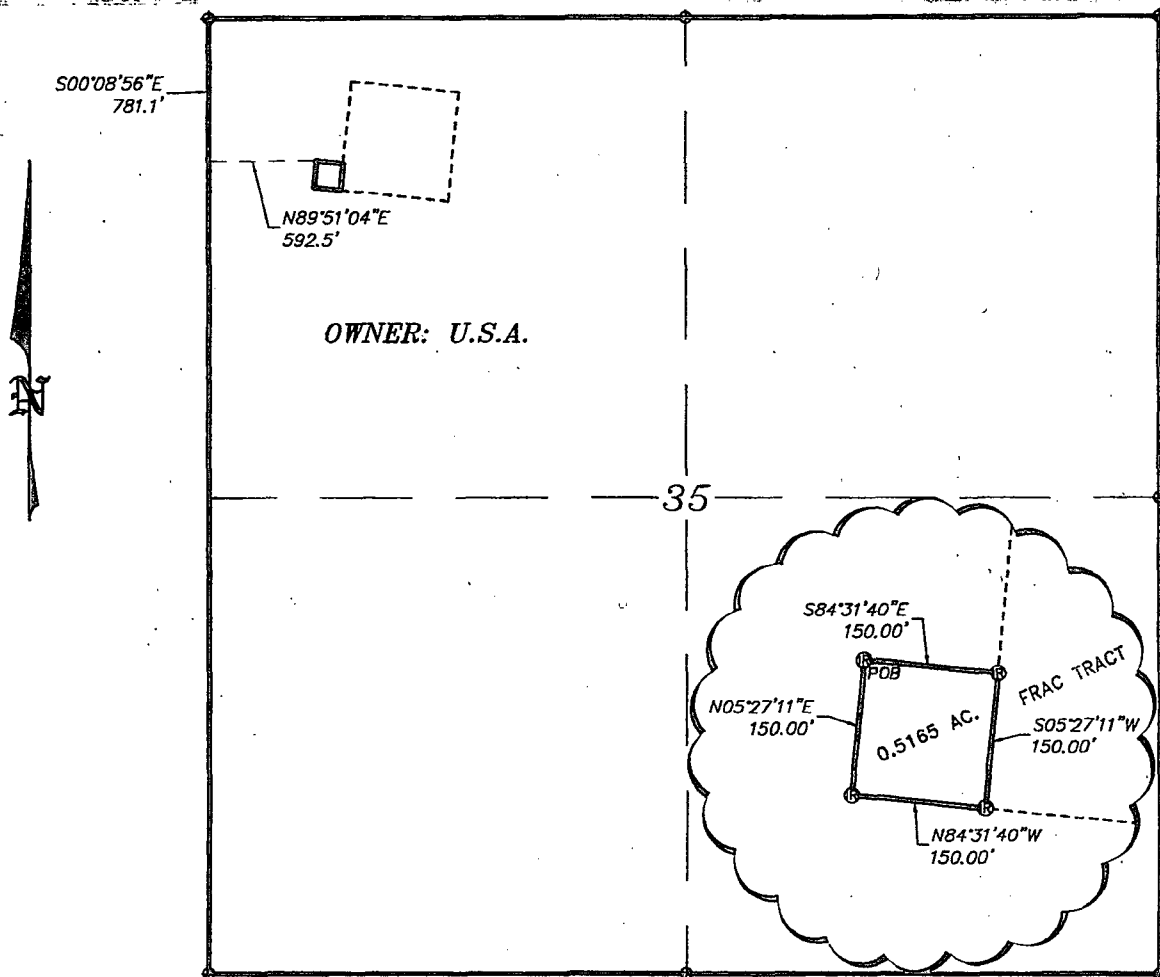 S00°08'56"E
781.1'
N89°51'04"E
592.5'
N
OWNER: U.S.A.
35
S84°31'40"E
150.00'
POB
R
R
FRAC TRACT
N05°27'11"E
150.00'
0.5165 AC.
S05°27'11"W
150.00'
R
R
N84°31'40"W
150.00'